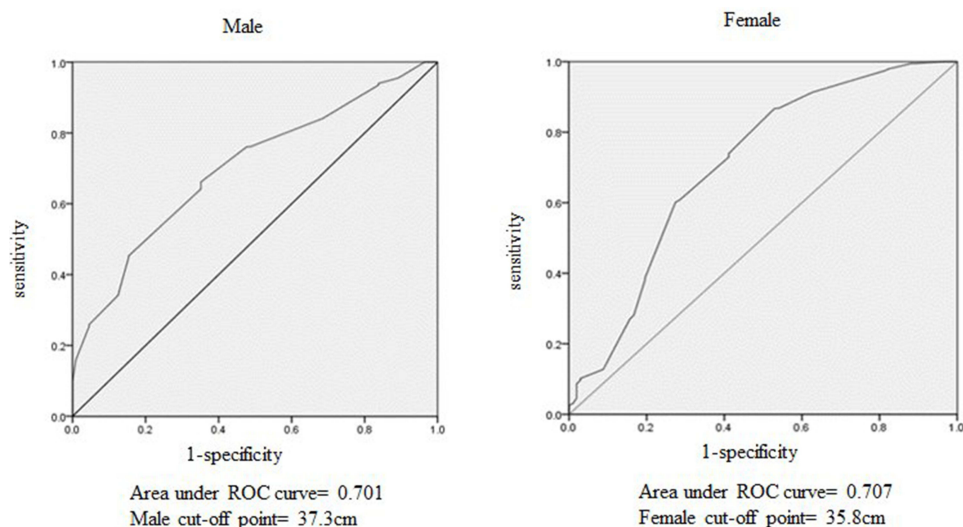 Male
1.0
0.8
0.6
0.4
0.2
0.0
0.0 0.2 0.4 0.6 0.8 1.0
sensitivity
1-specificity
Area under ROC curve= 0.701
Male cut-off point= 37.3cm
Female
1.0
0.8
0.6
0.4
0.2
0.0
0.0 0.2 0.4 0.6 0.8 1.0
sensitivity
1-specificity
Area under ROC curve= 0.707
Female cut-off point= 35.8cm